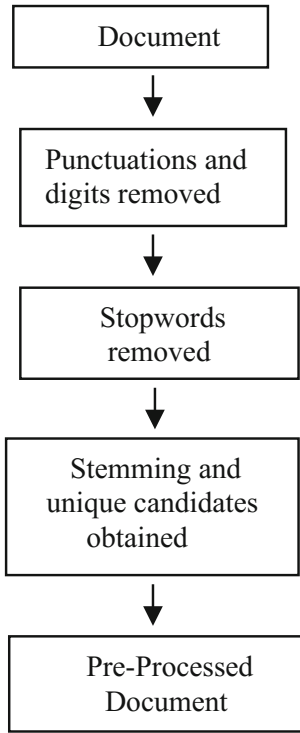 Document
Punctuations and
digits removed
Stopwords
removed
Stemming and
unique candidates
obtained
Pre-Processed
Document